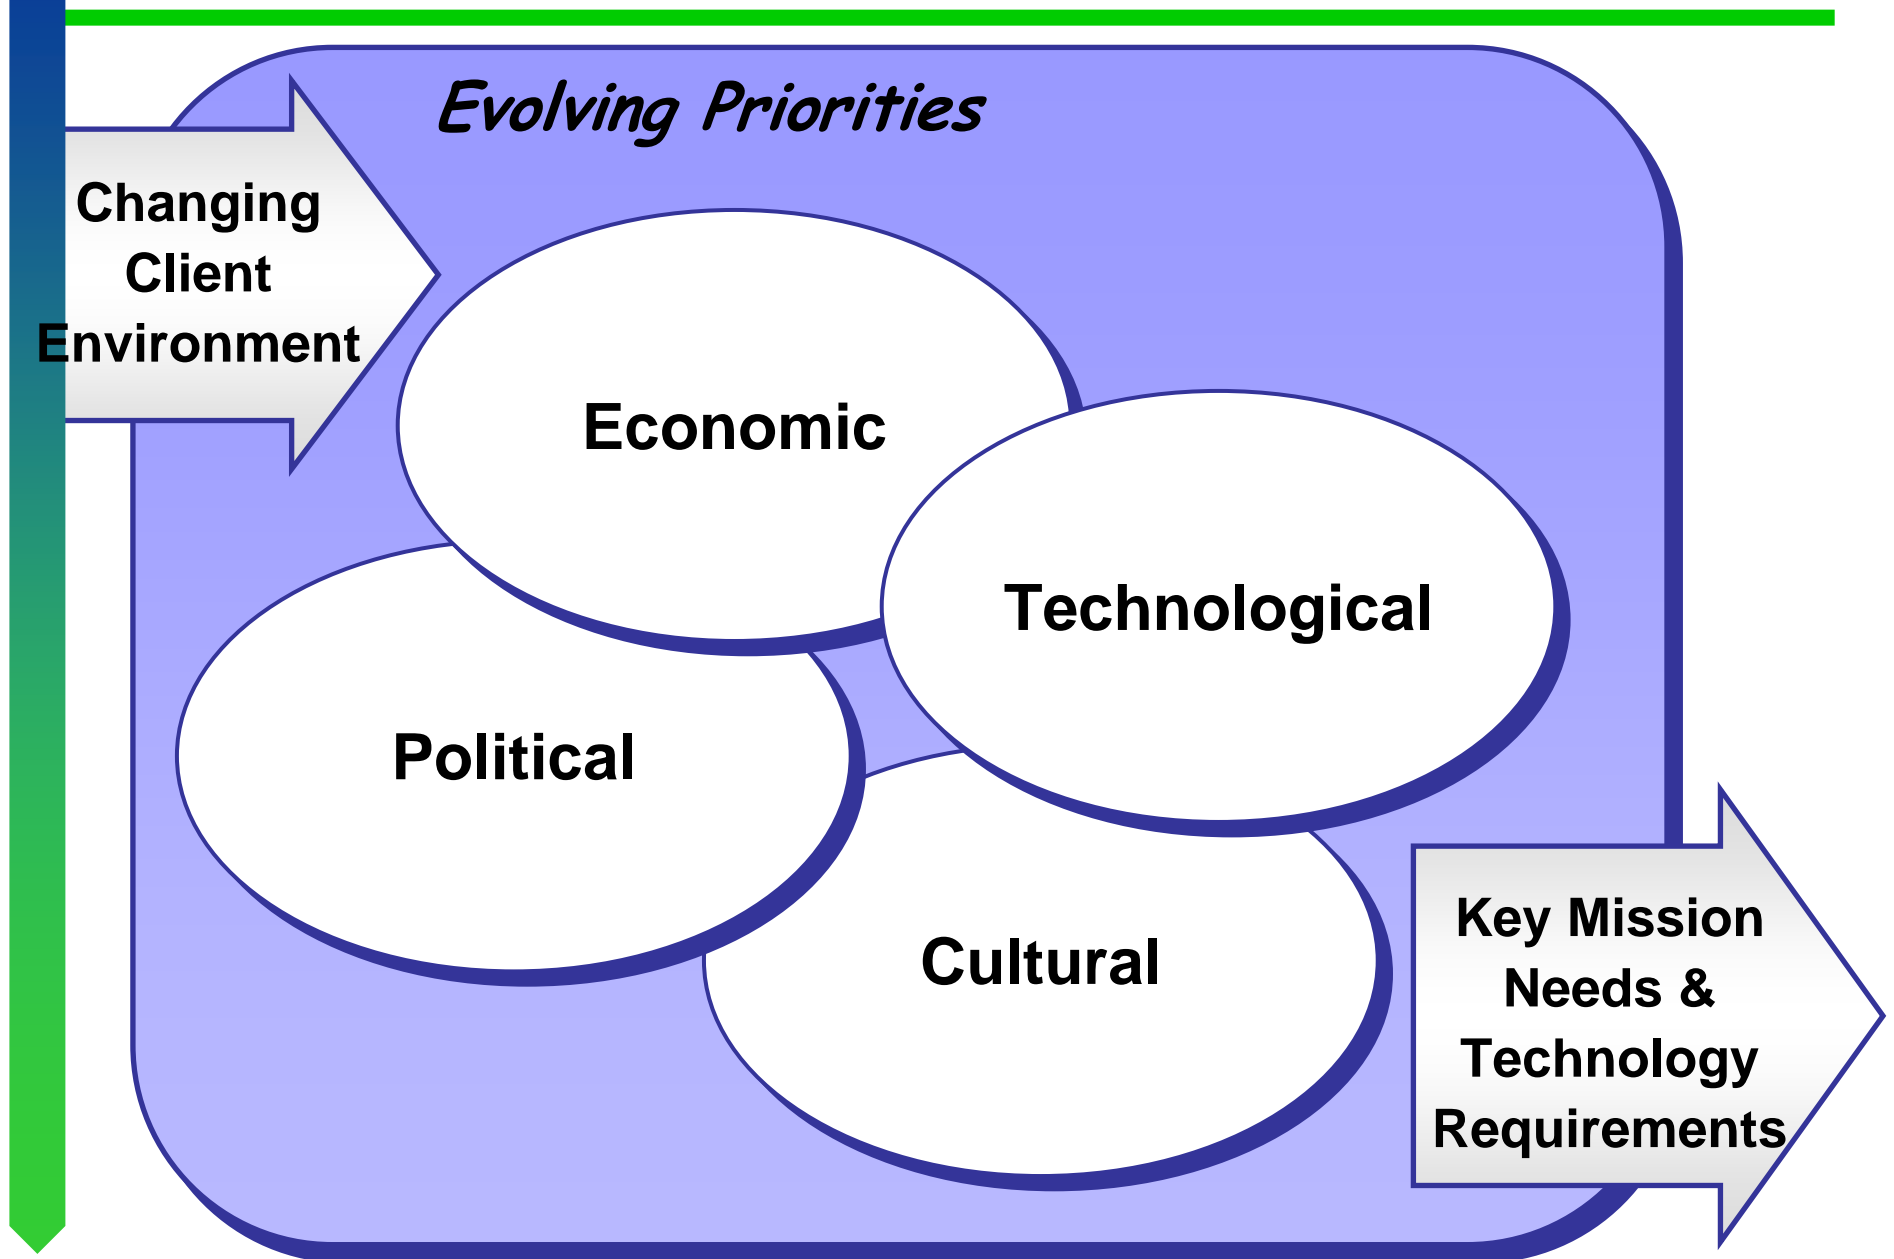 Evolving Priorities
Changing
Client
Environment
Economic
Technological
Political
Cultural
Key Mission
Needs &
Technology
Requirements